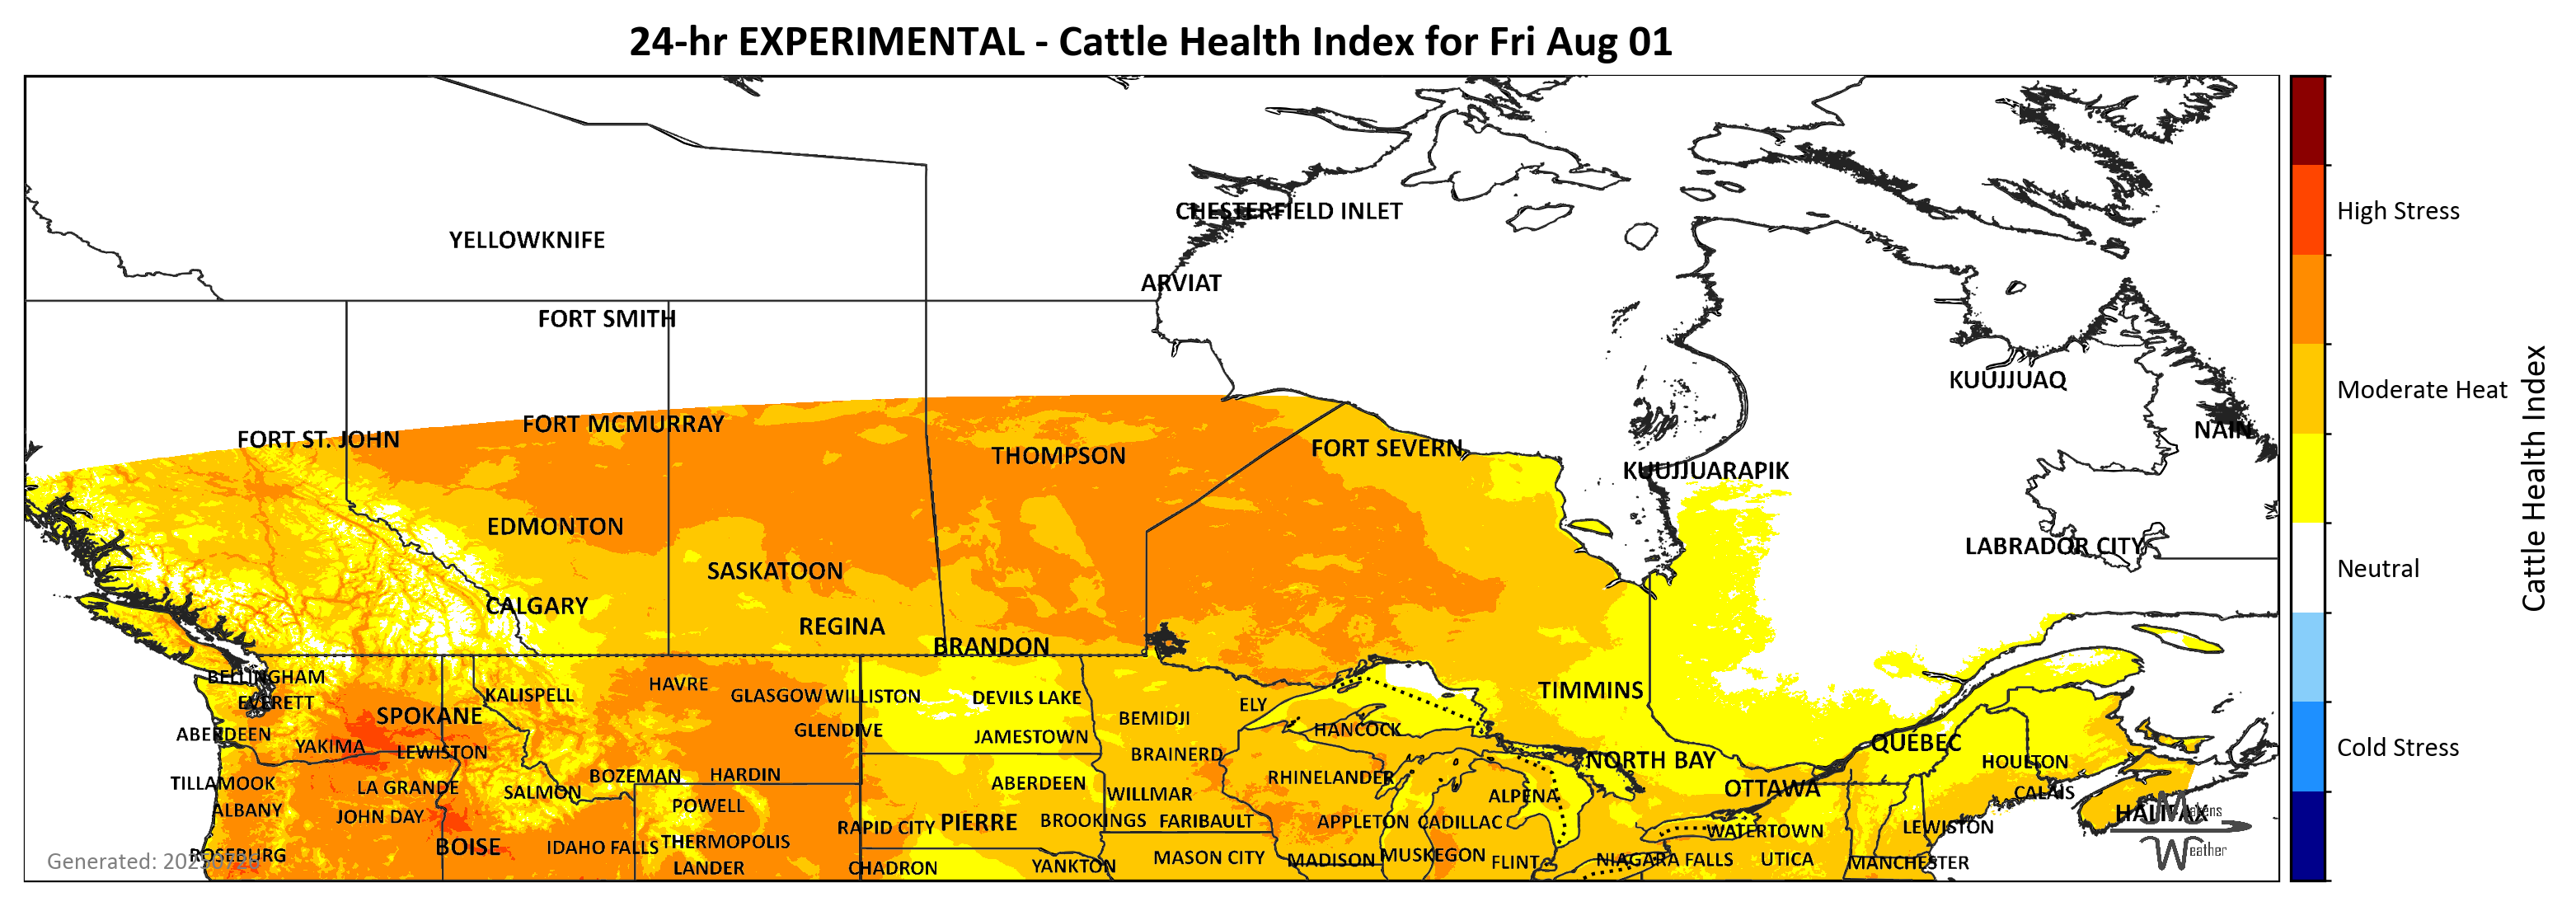 24-hr EXPERIMENTAL - Cattle Health Index for Fri Aug 01
CHESTERFIELD INLET
High Stress
YELLOWKNIFE
ARVIAT
FORT SMITH
KUUJJUAQ
Moderate Heat
FORT MCMURRAY
NAIN
FORT ST. JOHN
FORT SEVERN
THOMPSON
KUUJJUARAPIK
Cattle Health Index
EDMONTON
LABRADOR CITY
SASKATOON
Neutral
CALGARY
REGINA
BRANDON
BELLINGHAM
HAVRE
TIMMINS
KALISPELL
GLASGOW
WILLISTON
DEVILS LAKE
EVERETT
ELY
SPOKANE
BEMIDJI
HANCOCK
ABERDEEN
GLENDIVE
JAMESTOWN
QUEBEC
YAKIMA
LEWISTON
BRAINERD
Cold Stress
NORTH BAY
HOULTON
BOZEMAN
HARDIN
RHINELANDER
TILLAMOOK
LA GRANDE
SALMON
ABERDEEN
WILLMAR
ALPENA
OTTAWA
CALAIS
ALBANY
JOHN DAY
POWELL
HALIFAX
Makens
Weather
RAPID CITY
PIERRE
BROOKINGS
FARIBAULT
APPLETON
CADILLAC
WATERTOWN
LEWISTON
ROSEBURG
BOISE
IDAHO FALLS
THERMOPOLIS
LANDER
CHADRON
YANKTON
MASON CITY
MADISON
MUSKEGON
FLINT
NIAGARA FALLS
UTICA
MANCHESTER
Generated: